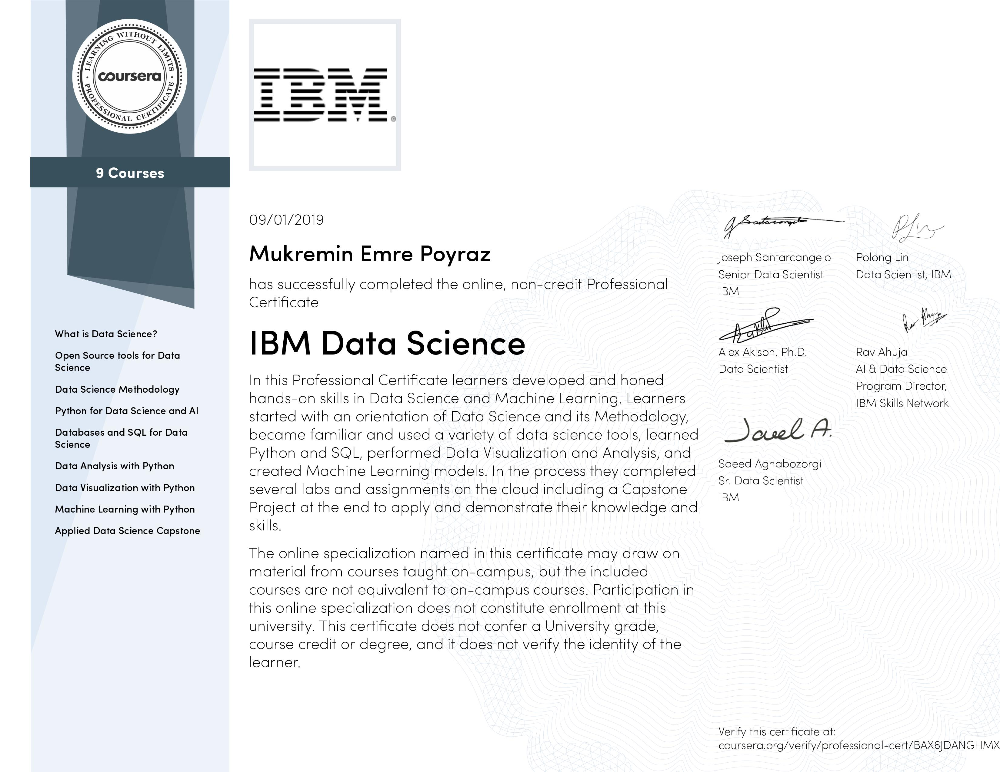 LEARNING WITHOUT LIMITS
coursera
PROFESSIONAL CERTIFICATE
9 Courses
What is Data Science?
Open Source tools for Data
Science
Data Science Methodology
Python for Data Science and AI
Databases and SQL for Data
Science
Data Analysis with Python
Data Visualization with Python
Machine Learning with Python
Applied Data Science Capstone
IBM®
09/01/2019
Mukremin Emre Poyraz
has successfully completed the online, non-credit Professional
Certificate
IBM Data Science
In this Professional Certificate learners developed and honed
hands-on skills in Data Science and Machine Learning. Learners
started with an orientation of Data Science and its Methodology,
became familiar and used a variety of data science tools, learned
Python and SQL, performed Data Visualization and Analysis, and
created Machine Learning models. In the process they completed
several labs and assignments on the cloud including a Capstone
Project at the end to apply and demonstrate their knowledge and
skills.
The online specialization named in this certificate may draw on
material from courses taught on-campus, but the included
courses are not equivalent to on-campus courses. Participation in
this online specialization does not constitute enrollment at this
university. This certificate does not confer a University grade,
course credit or degree, and it does not verify the identity of the
learner.
Joseph Santarcangelo
Senior Data Scientist
IBM
Polong Lin
Data Scientist, IBM
Alex Aklson, Ph.D.
Data Scientist
Rav Ahuja
AI & Data Science
Program Director,
IBM Skills Network
Saeed Aghabozorgi
Sr. Data Scientist
IBM
Verify this certificate at:
coursera.org/verify/professional-cert/BAX6JDANGHMX